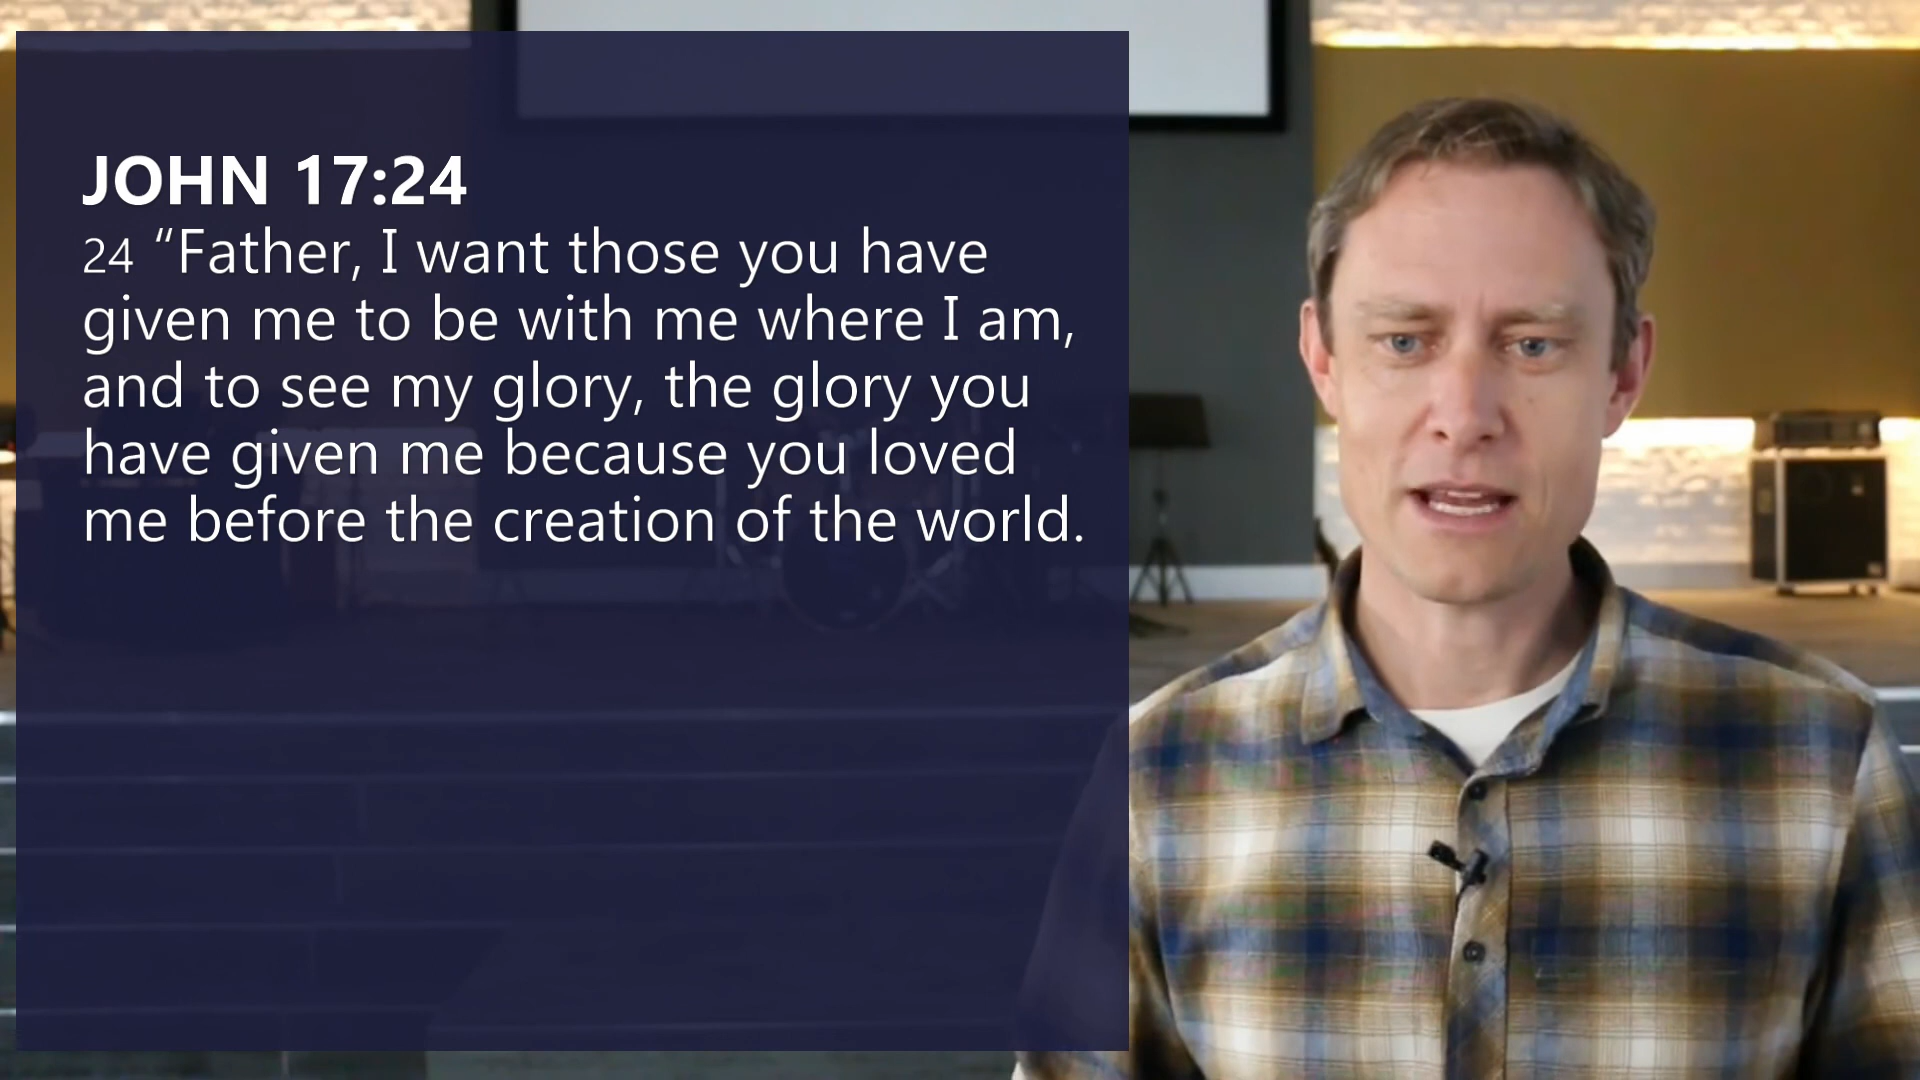 JOHN 17:24
24 “Father, I want those you have
given me to be with me where I am,
and to see my glory, the glory you
have given me because you loved
me before the creation of the world.